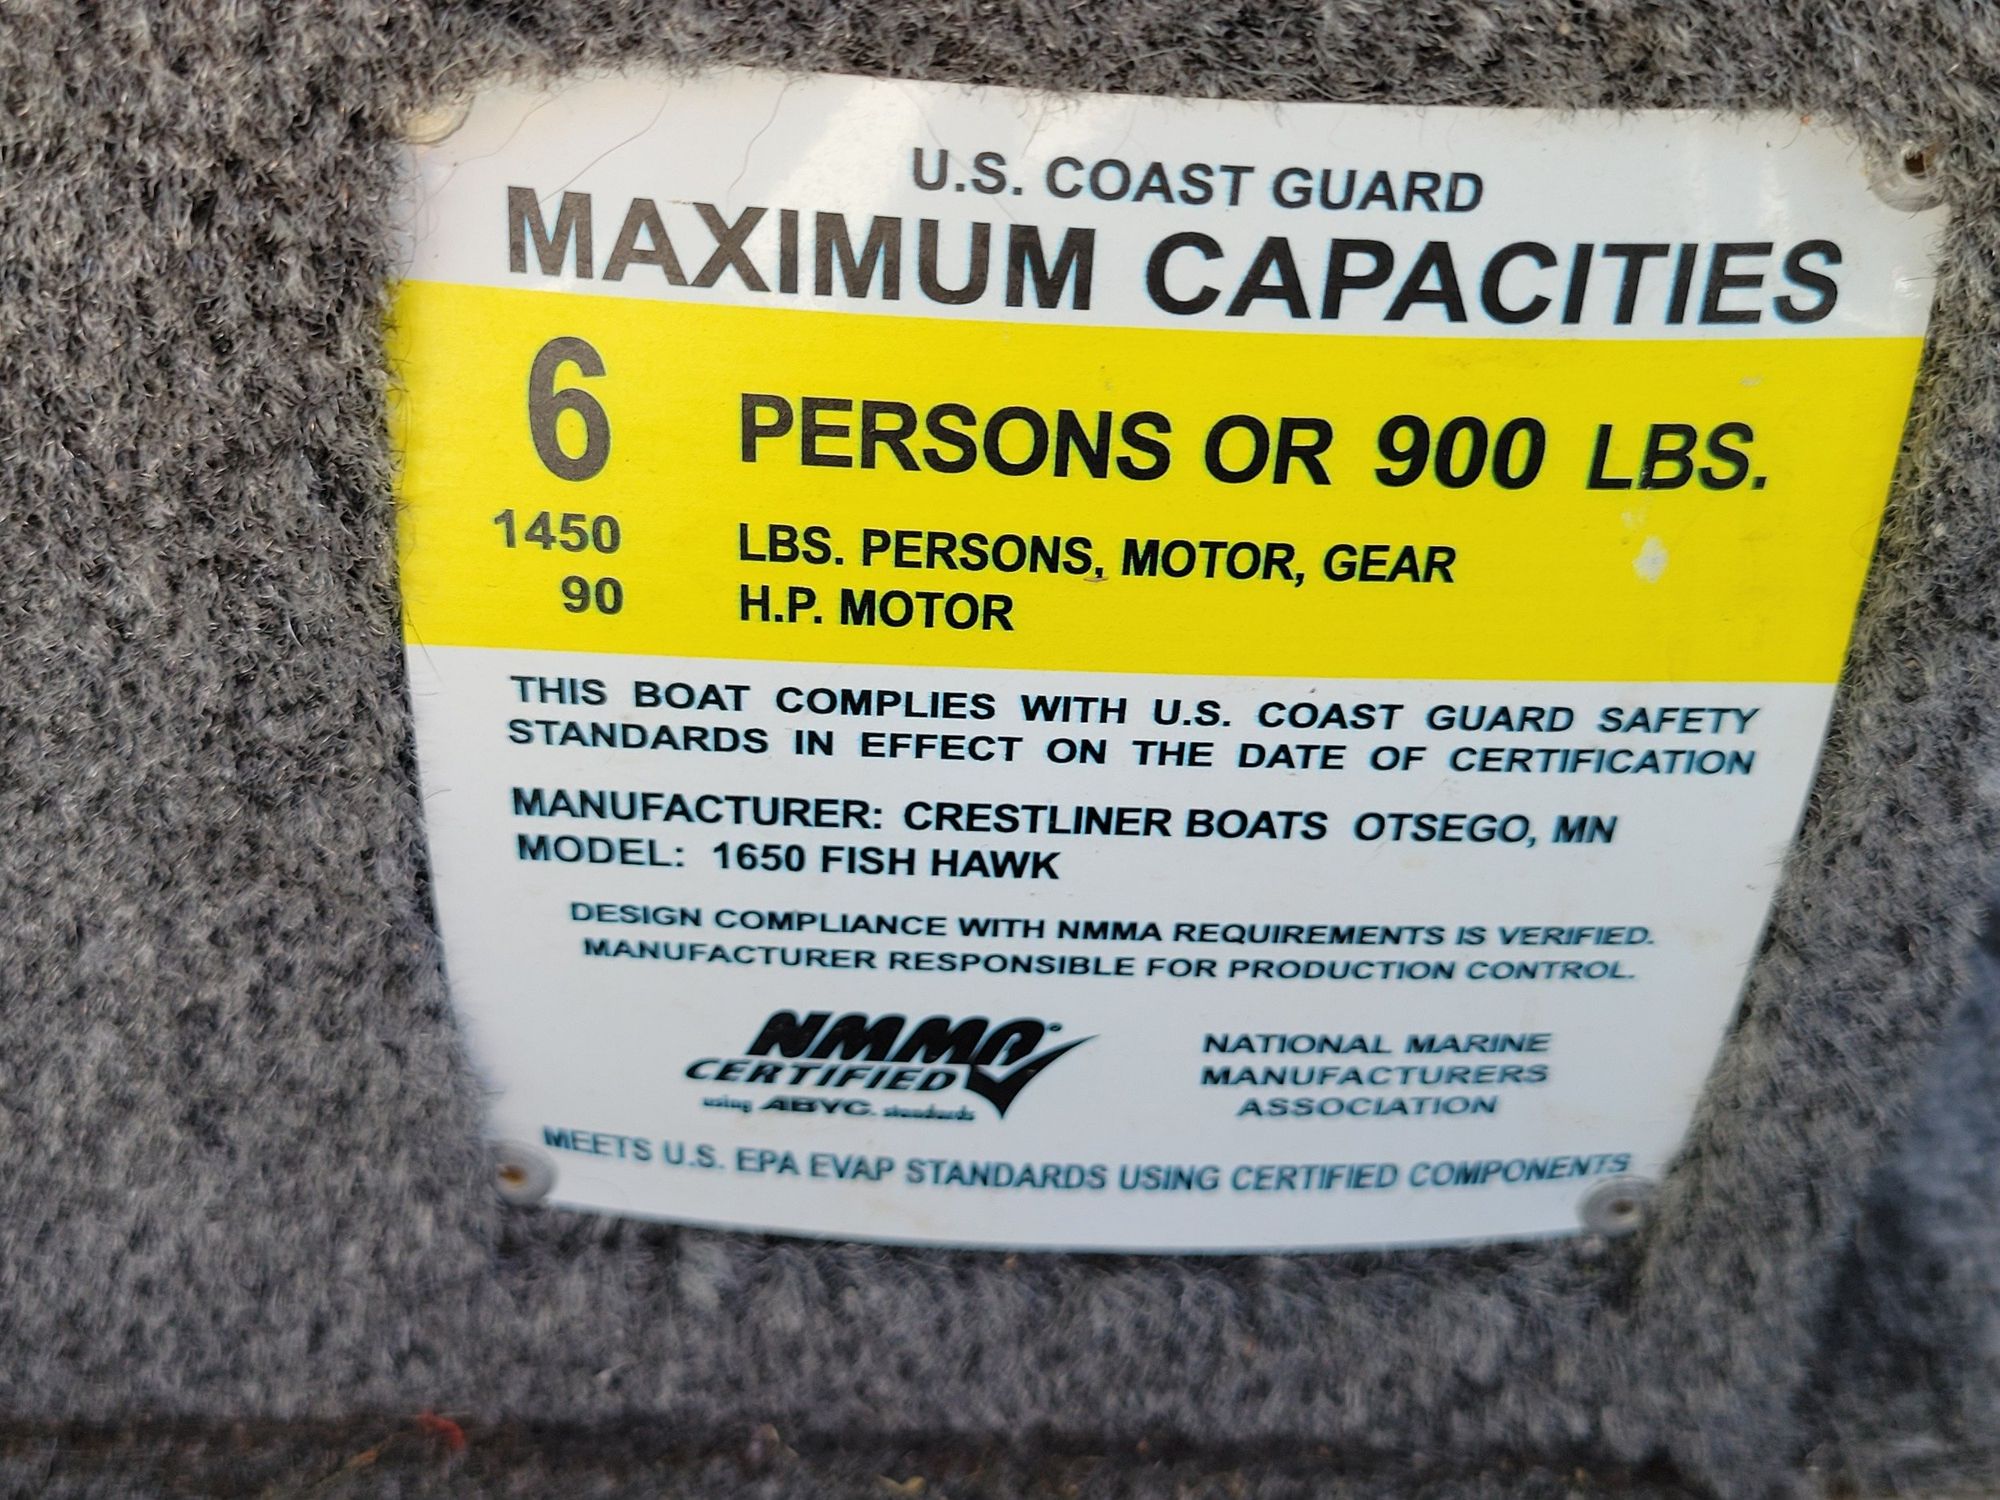 U.S. COAST GUARD
MAXIMUM CAPACITIES
6 PERSONS OR 900 LBS.
1450 LBS. PERSONS, MOTOR, GEAR
90 H.P. MOTOR
THIS BOAT COMPLIES WITH U.S. COAST GUARD SAFETY
STANDARDS IN EFFECT ON THE DATE OF CERTIFICATION
MANUFACTURER: CRESTLINER BOATS OTSEGO, MN
MODEL: 1650 FISH HAWK
DESIGN COMPLIANCE WITH NMMA REQUIREMENTS IS VERIFIED.
MANUFACTURER RESPONSIBLE FOR PRODUCTION CONTROL.
NMMA
CERTIFIED
using ABYC. standards
NATIONAL MARINE
MANUFACTURERS
ASSOCIATION
MEETS U.S. EPA EVAP STANDARDS USING CERTIFIED COMPONENTS